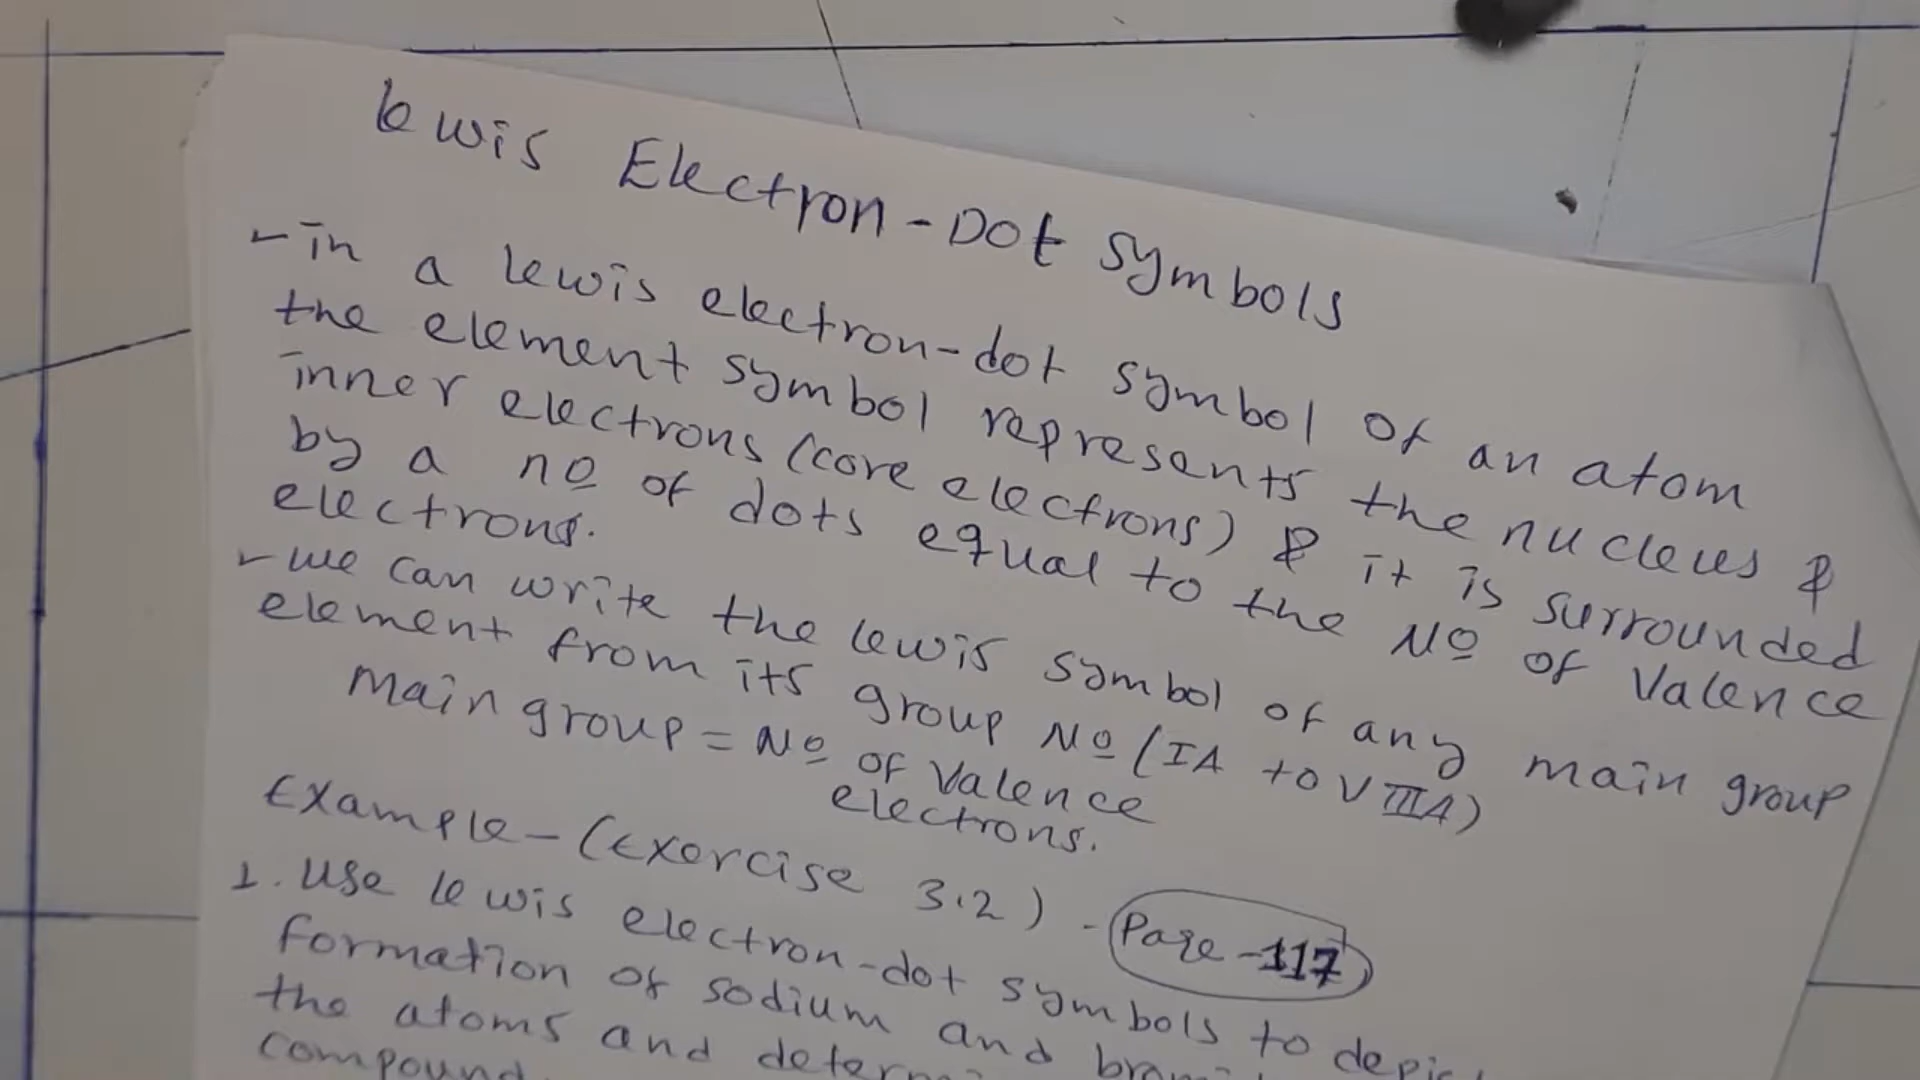 Lewis Electron-Dot symbols
- in a lewis electron-dot symbol of an atom
the element symbol represents the nucleus &
inner electrons (core electrons) & it is surrounded
by a no of dots equal to the No of Valence
electrons.
- we can write the lewis symbol of any main group
element from its group No (IA to VIIIA)
Main group = No of Valence
electrons.
Example - (Exercise 3.2) - Page -117
1. Use lewis electron-dot symbols to
formation of sodium and
the atoms and
compound